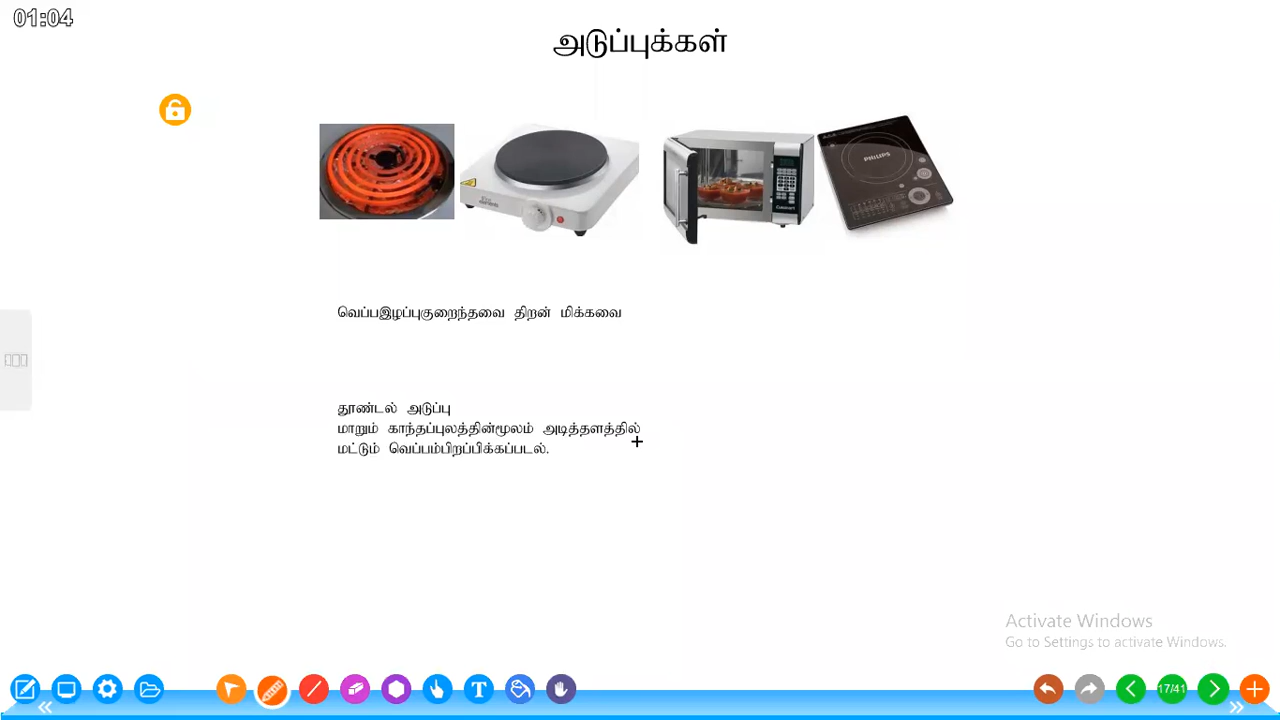 01:04
அடுப்புக்கள்
PHILIPS
வெப்பஇழப்புகுறைந்தவை திறன் மிக்கவை
தூண்டல் அடுப்பு
மாறும் காந்தப்புலத்தின்மூலம் அடித்தளத்தில்
மட்டும் வெப்பம்பிறப்பிக்கப்படல்.
Activate Windows
Go to Settings to activate Windows.
T
17/41